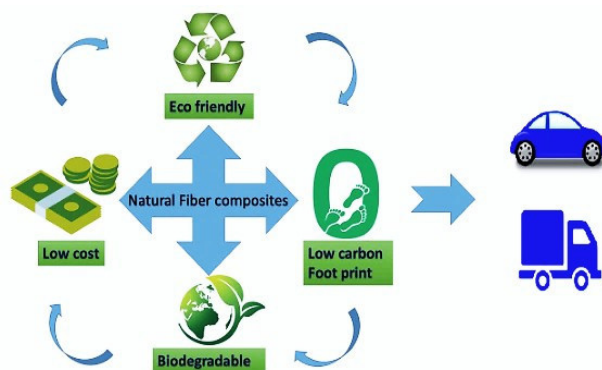 Eco friendly
Natural Fiber composites
Low cost
Low carbon
Foot print
Biodegradable